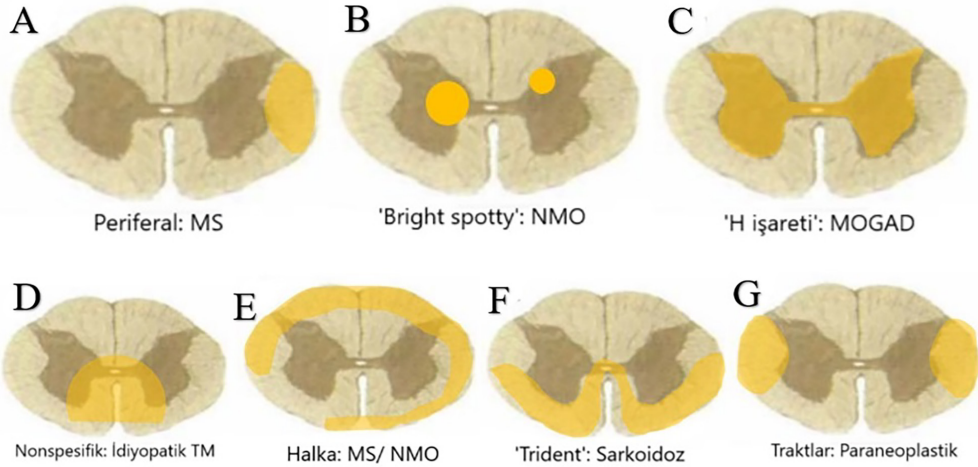 A
B
C
Periferal: MS
'Bright spotty': NMO
'H işareti': MOGAD
D
E
F
G
Nonspesifik: İdiyopatik TM
Halka: MS/ NMO
'Trident': Sarkoidoz
Traktlar: Paraneoplastik